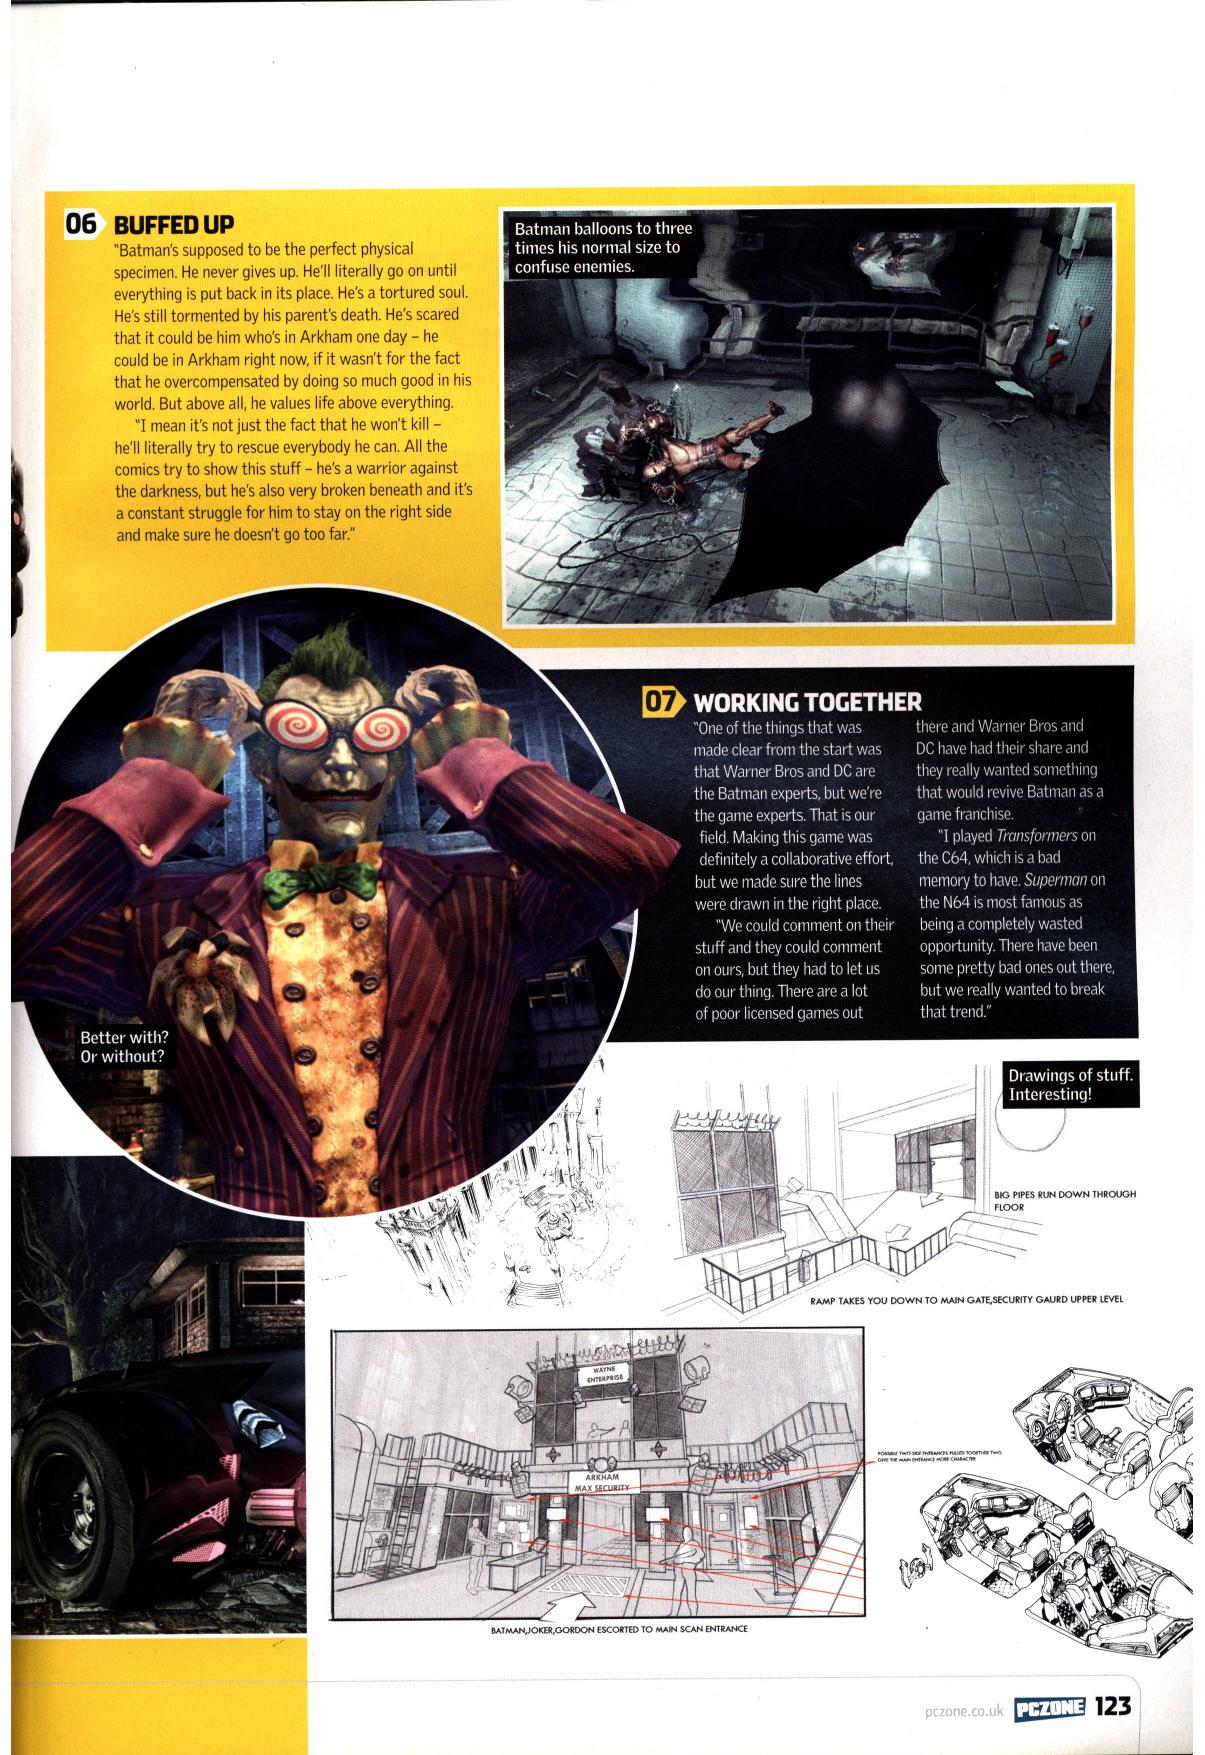 06 BUFFED UP
"Batman's supposed to be the perfect physical
specimen. He never gives up. He'll literally go on until
everything is put back in its place. He's a tortured soul.
He's still tormented by his parent's death. He's scared
that it could be him who's in Arkham one day – he
could be in Arkham right now, if it wasn't for the fact
that he overcompensated by doing so much good in his
world. But above all, he values life above everything.
"I mean it's not just the fact that he won't kill –
he'll literally try to rescue everybody he can. All the
comics try to show this stuff – he's a warrior against
the darkness, but he's also very broken beneath and it's
a constant struggle for him to stay on the right side
and make sure he doesn't go too far."
Batman balloons to three
times his normal size to
confuse enemies.
07 WORKING TOGETHER
"One of the things that was
made clear from the start was
that Warner Bros and DC are
the Batman experts, but we're
the game experts. That is our
field. Making this game was
definitely a collaborative effort,
but we made sure the lines
were drawn in the right place.
"We could comment on their
stuff and they could comment
on ours, but they had to let us
do our thing. There are a lot
of poor licensed games out
there and Warner Bros and
DC have had their share and
they really wanted something
that would revive Batman as a
game franchise.
"I played Transformers on
the C64, which is a bad
memory to have. Superman on
the N64 is most famous as
being a completely wasted
opportunity. There have been
some pretty bad ones out there,
but we really wanted to break
that trend."
Better with?
Or without?
Drawings of stuff.
Interesting!
BIG PIPES RUN DOWN THROUGH
FLOOR
RAMP TAKES YOU DOWN TO MAIN GATE,SECURITY GAURD UPPER LEVEL
WAYNE
ENTERPRISE
ARKHAM
MAX SECURITY
POSSIBLE TWO SIDE ENTRANCES PULLED TOGETHER TWO
GIVE THE MAIN ENTRANCE MORE CHARACTER
BATMAN,JOKER,GORDON ESCORTED TO MAIN SCAN ENTRANCE
pczone.co.uk PCZONE 123